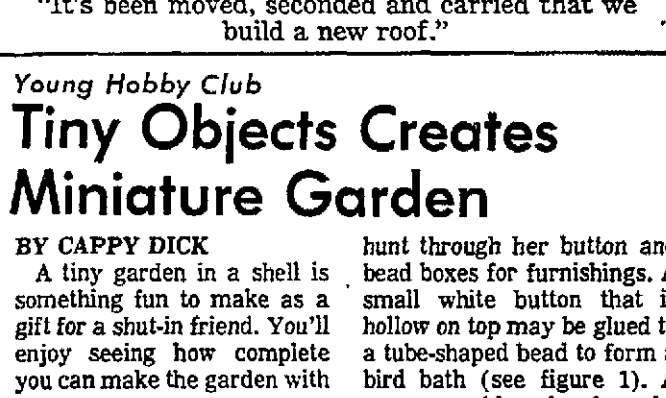 "It's been moved, seconded and carried that we
build a new roof."
Young Hobby Club
Tiny Objects Creates
Miniature Garden
BY CAPPY DICK
A tiny garden in a shell is
something fun to make as a
gift for a shut-in friend. You'll
enjoy seeing how complete
you can make the garden with
hunt through her button
bead boxes for furnishings.
small white button that
hollow on top may be glued
a tube-shaped bead to form
bird bath (see figure 1).